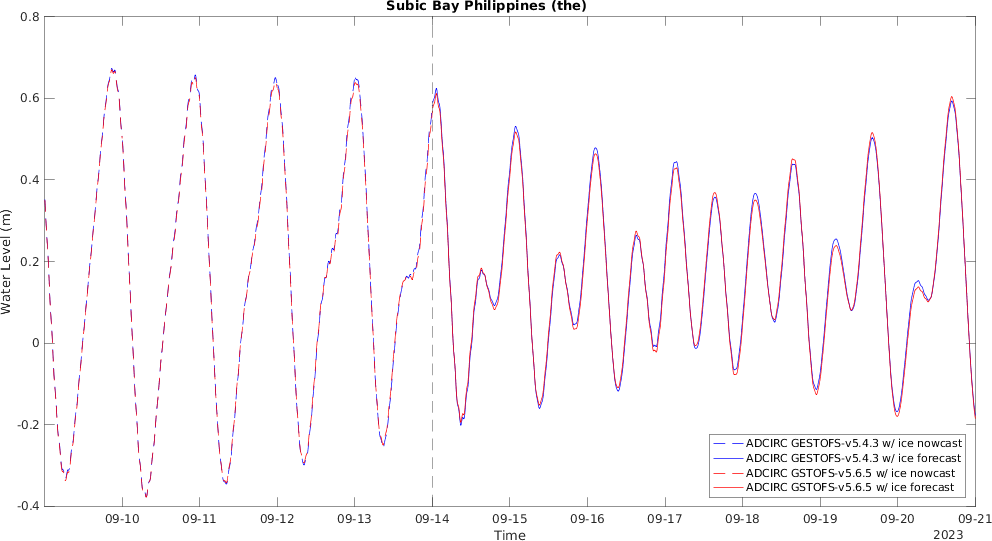 Subic Bay Philippines (the)
0.8
0.6
0.4
0.2
0
-0.2
-0.4
Water Level (m)
ADCIRC GESTOFS-v5.4.3 w/ ice nowcast
ADCIRC GESTOFS-v5.4.3 w/ ice forecast
ADCIRC GSTOFS-v5.6.5 w/ ice nowcast
ADCIRC GSTOFS-v5.6.5 w/ ice forecast
09-10 09-11 09-12 09-13 09-14 09-15 09-16 09-17 09-18 09-19 09-20 09-21
Time 2023